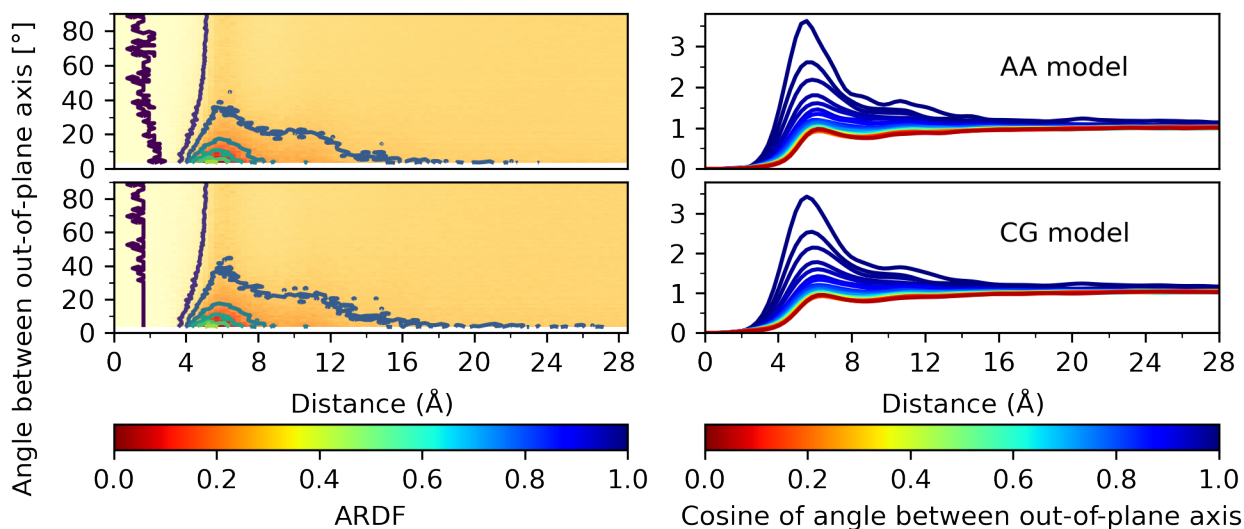 Angle between out-of-plane axis [°]
80
60
40
20
0
80
60
40
20
0
0 4 8 12 16 20 24 28
Distance (Å)
0.0 0.2 0.4 0.6 0.8 1.0
ARDF
3
2
1
0
AA model
3
2
1
0
CG model
0 4 8 12 16 20 24 28
Distance (Å)
0.0 0.2 0.4 0.6 0.8 1.0
Cosine of angle between out-of-plane axis